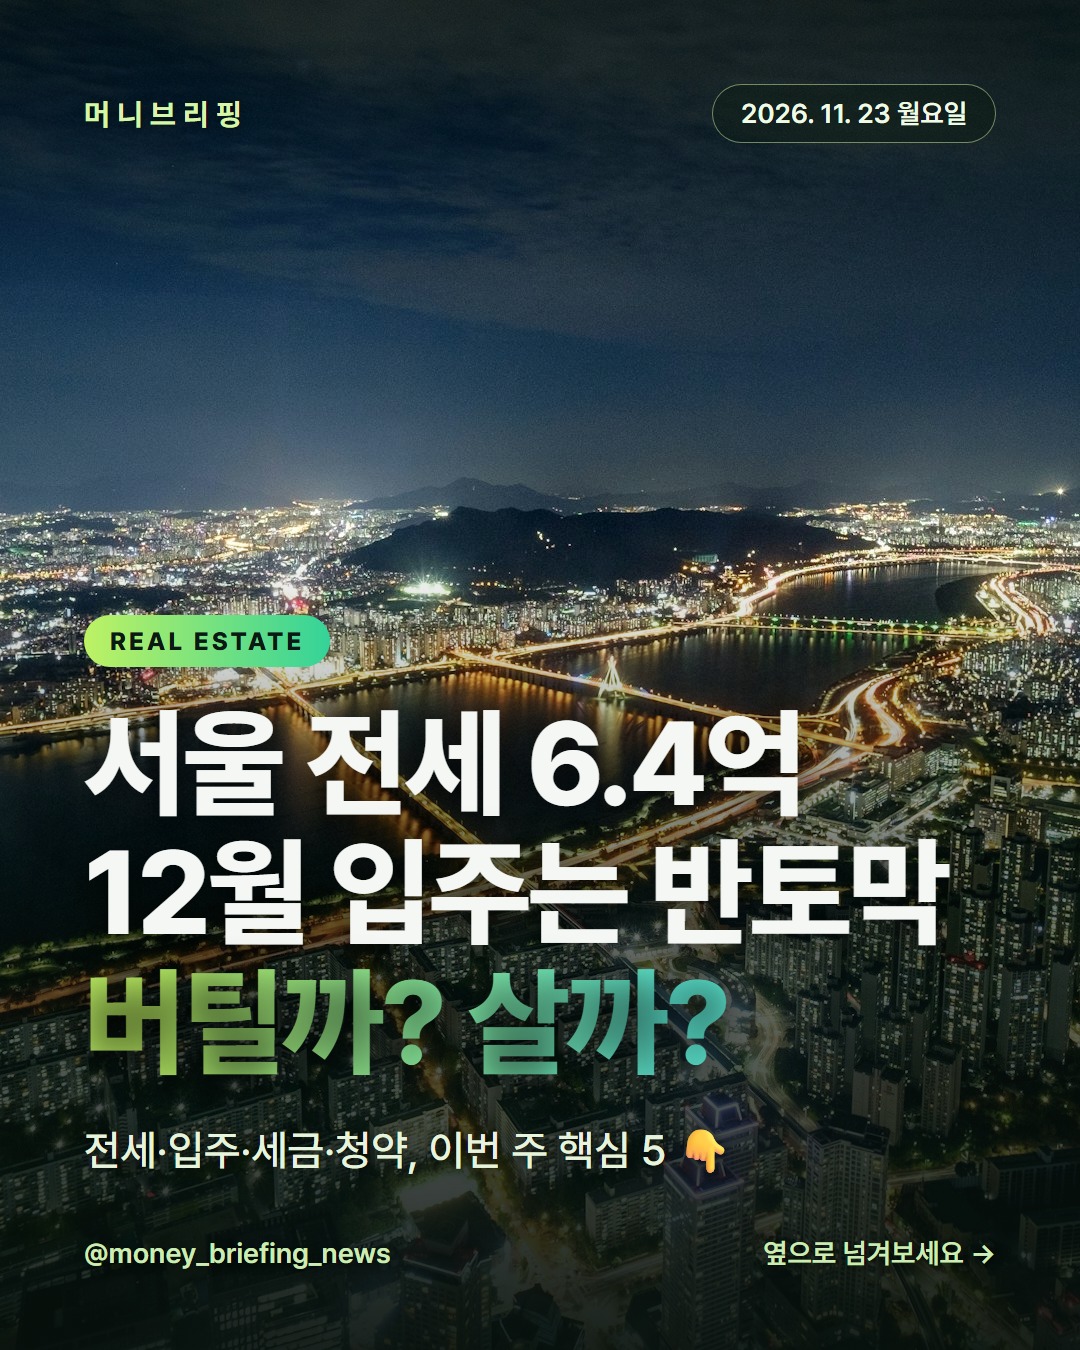 머니브리핑
2026. 11. 23 월요일
REAL ESTATE
서울 전세 6.4억
12월 입주는 반토막
버틸까? 살까?
전세·입주·세금·청약, 이번 주 핵심 5 👇
@money_briefing_news
옆으로 넘겨보세요 →